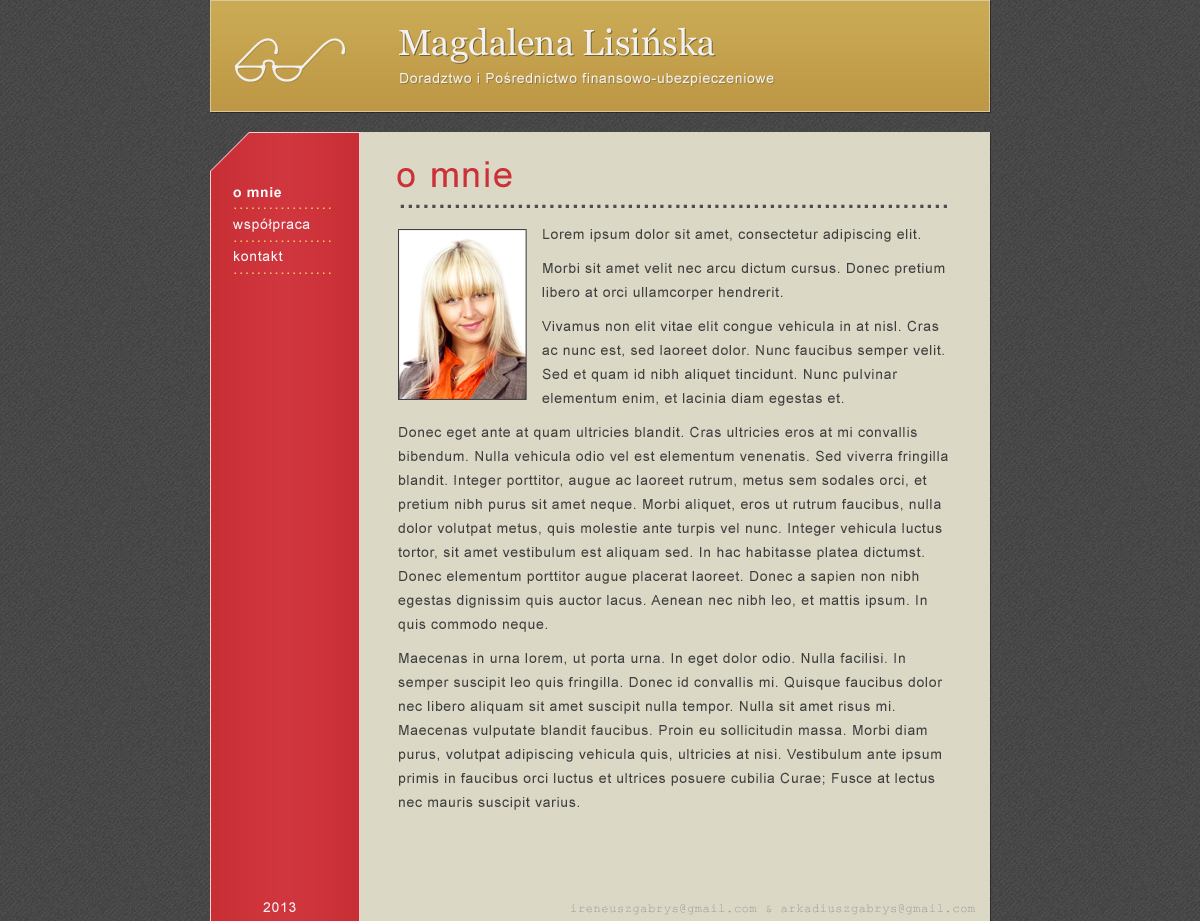 Magdalena Lisińska
Doradztwo i Pośrednictwo finansowo-ubezpieczeniowe
o mnie
współpraca
kontakt
o mnie
Lorem ipsum dolor sit amet, consectetur adipiscing elit.
Morbi sit amet velit nec arcu dictum cursus. Donec pretium
libero at orci ullamcorper hendrerit.
Vivamus non elit vitae elit congue vehicula in at nisl. Cras
ac nunc est, sed laoreet dolor. Nunc faucibus semper velit.
Sed et quam id nibh aliquet tincidunt. Nunc pulvinar
elementum enim, et lacinia diam egestas et.
Donec eget ante at quam ultricies blandit. Cras ultricies eros at mi convallis
bibendum. Nulla vehicula odio vel est elementum venenatis. Sed viverra fringilla
blandit. Integer porttitor, augue ac laoreet rutrum, metus sem sodales orci, et
pretium nibh purus sit amet neque. Morbi aliquet, eros ut rutrum faucibus, nulla
dolor volutpat metus, quis molestie ante turpis vel nunc. Integer vehicula luctus
tortor, sit amet vestibulum est aliquam sed. In hac habitasse platea dictumst.
Donec elementum porttitor augue placerat laoreet. Donec a sapien non nibh
egestas dignissim quis auctor lacus. Aenean nec nibh leo, et mattis ipsum. In
quis commodo neque.
Maecenas in urna lorem, ut porta urna. In eget dolor odio. Nulla facilisi. In
semper suscipit leo quis fringilla. Donec id convallis mi. Quisque faucibus dolor
nec libero aliquam sit amet suscipit nulla tempor. Nulla sit amet risus mi.
Maecenas vulputate blandit faucibus. Proin eu sollicitudin massa. Morbi diam
purus, volutpat adipiscing vehicula quis, ultricies at nisi. Vestibulum ante ipsum
primis in faucibus orci luctus et ultrices posuere cubilia Curae; Fusce at lectus
nec mauris suscipit varius.
2013
ireneuszgabrys@gmail.com & arkadiuszgabrys@gmail.com